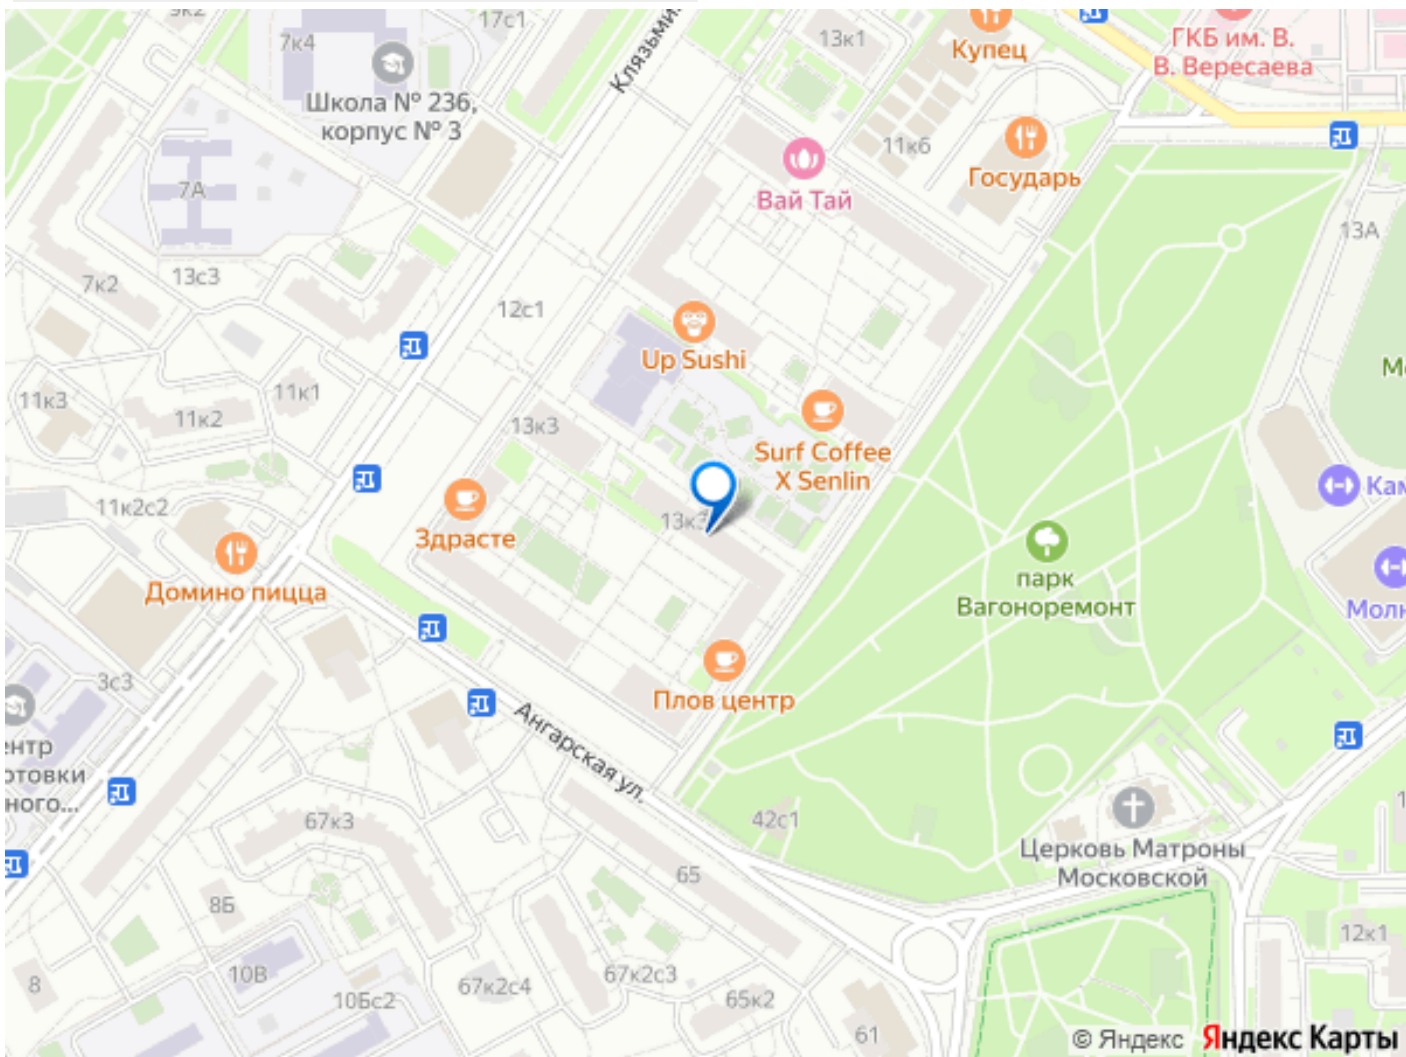 17с1
7к4
13к1
Купец
ГКБ им. В.
В. Вересаева
Школа № 236,
корпус № 3
11к6
Государь
7А
Вай Тай
13А
7к2
13с3
12с1
Up Sushi
11к3
11к1
11к2
13к3
Surf Coffee
X Senlin
11к2с2
Здрасте
Домино пицца
парк
Вагоноремонт
3с3
Плов центр
Ангарская ул.
67к3
42с1
Церковь Матроны
Московской
65
8Б
12к1
8
10В
10Бс2
67к2с4
67к2с3
65к2
61
© Яндекс
Яндекс Карты